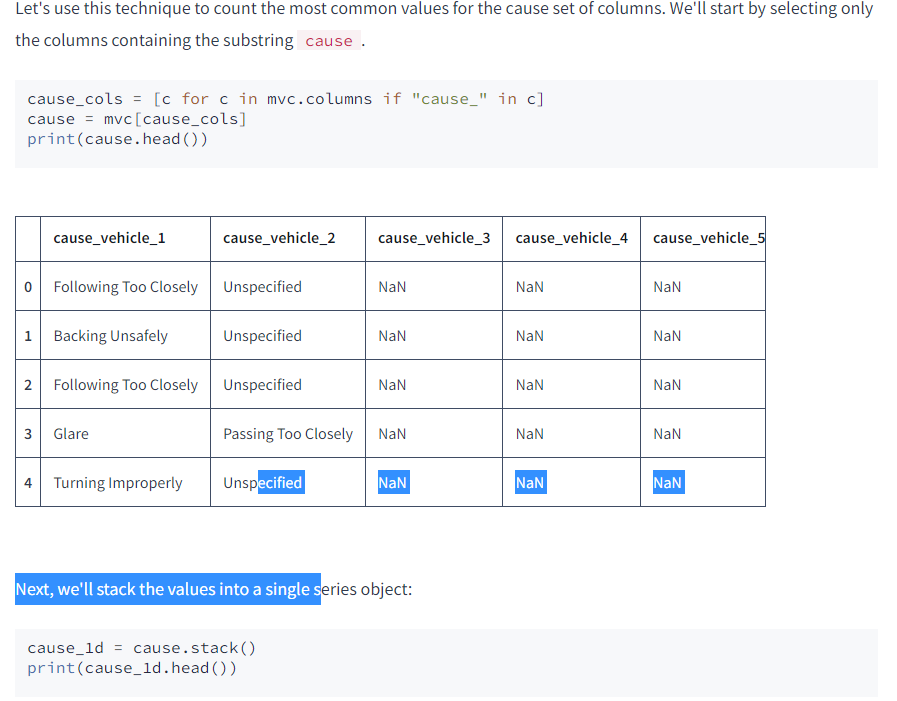 Let's use this technique to count the most common values for the cause set of columns. We'll start by selecting only
the columns containing the substring cause .
cause_cols = [c for c in mvc.columns if "cause_" in c]
cause = mvc[cause_cols]
print(cause.head())
cause_vehicle_1 cause_vehicle_2 cause_vehicle_3 cause_vehicle_4 cause_vehicle_5
0 Following Too Closely Unspecified NaN NaN NaN
1 Backing Unsafely Unspecified NaN NaN NaN
2 Following Too Closely Unspecified NaN NaN NaN
3 Glare Passing Too Closely NaN NaN NaN
4 Turning Improperly Unspecified NaN NaN NaN
Next, we'll stack the values into a single series object:
cause_1d = cause.stack()
print(cause_1d.head())